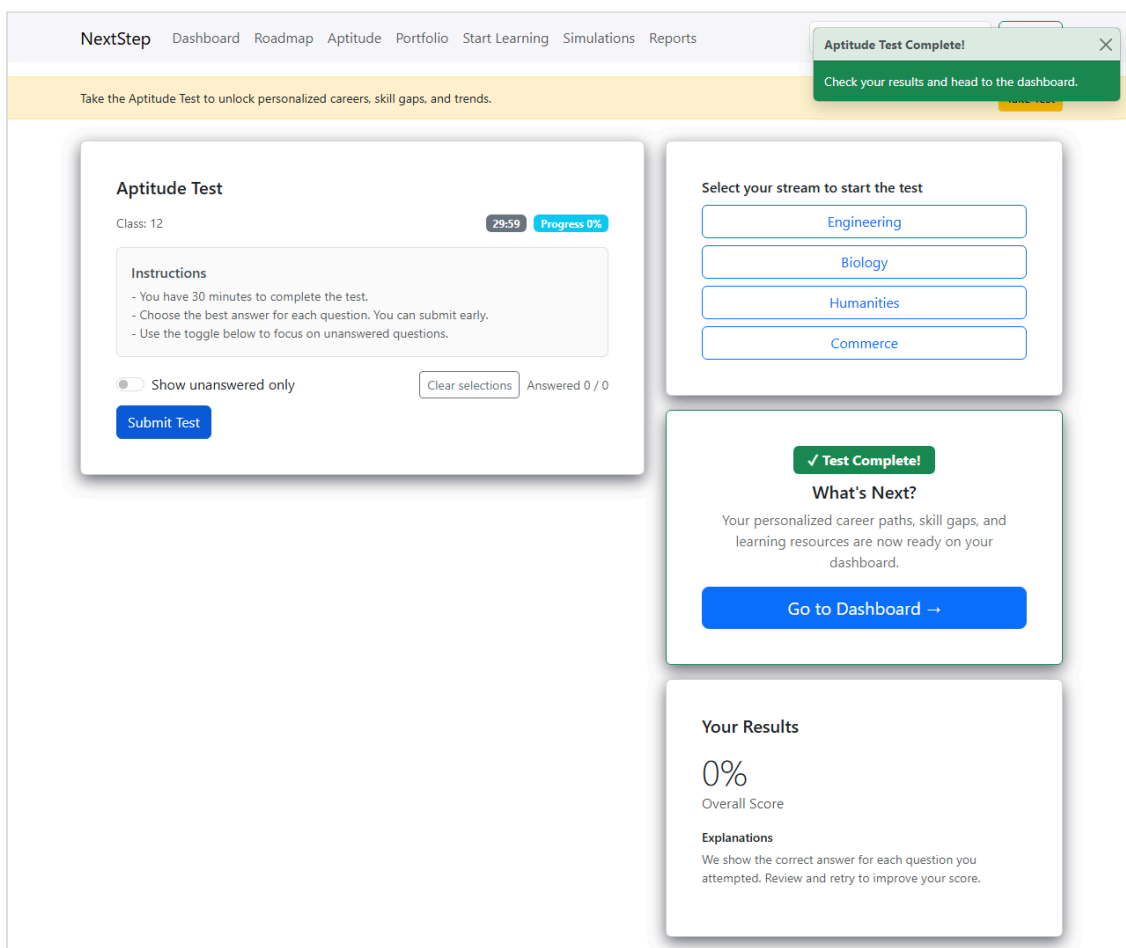 NextStep Dashboard Roadmap Aptitude Portfolio Start Learning Simulations Reports
Aptitude Test Complete!
Check your results and head to the dashboard.
Take the Aptitude Test to unlock personalized careers, skill gaps, and trends.
Take Test
Aptitude Test
Class: 12
29:59
Progress 0%
Instructions
- You have 30 minutes to complete the test.
- Choose the best answer for each question. You can submit early.
- Use the toggle below to focus on unanswered questions.
Show unanswered only
Clear selections
Answered 0 / 0
Submit Test
Select your stream to start the test
Engineering
Biology
Humanities
Commerce
✓ Test Complete!
What's Next?
Your personalized career paths, skill gaps, and
learning resources are now ready on your
dashboard.
Go to Dashboard →
Your Results
0%
Overall Score
Explanations
We show the correct answer for each question you
attempted. Review and retry to improve your score.